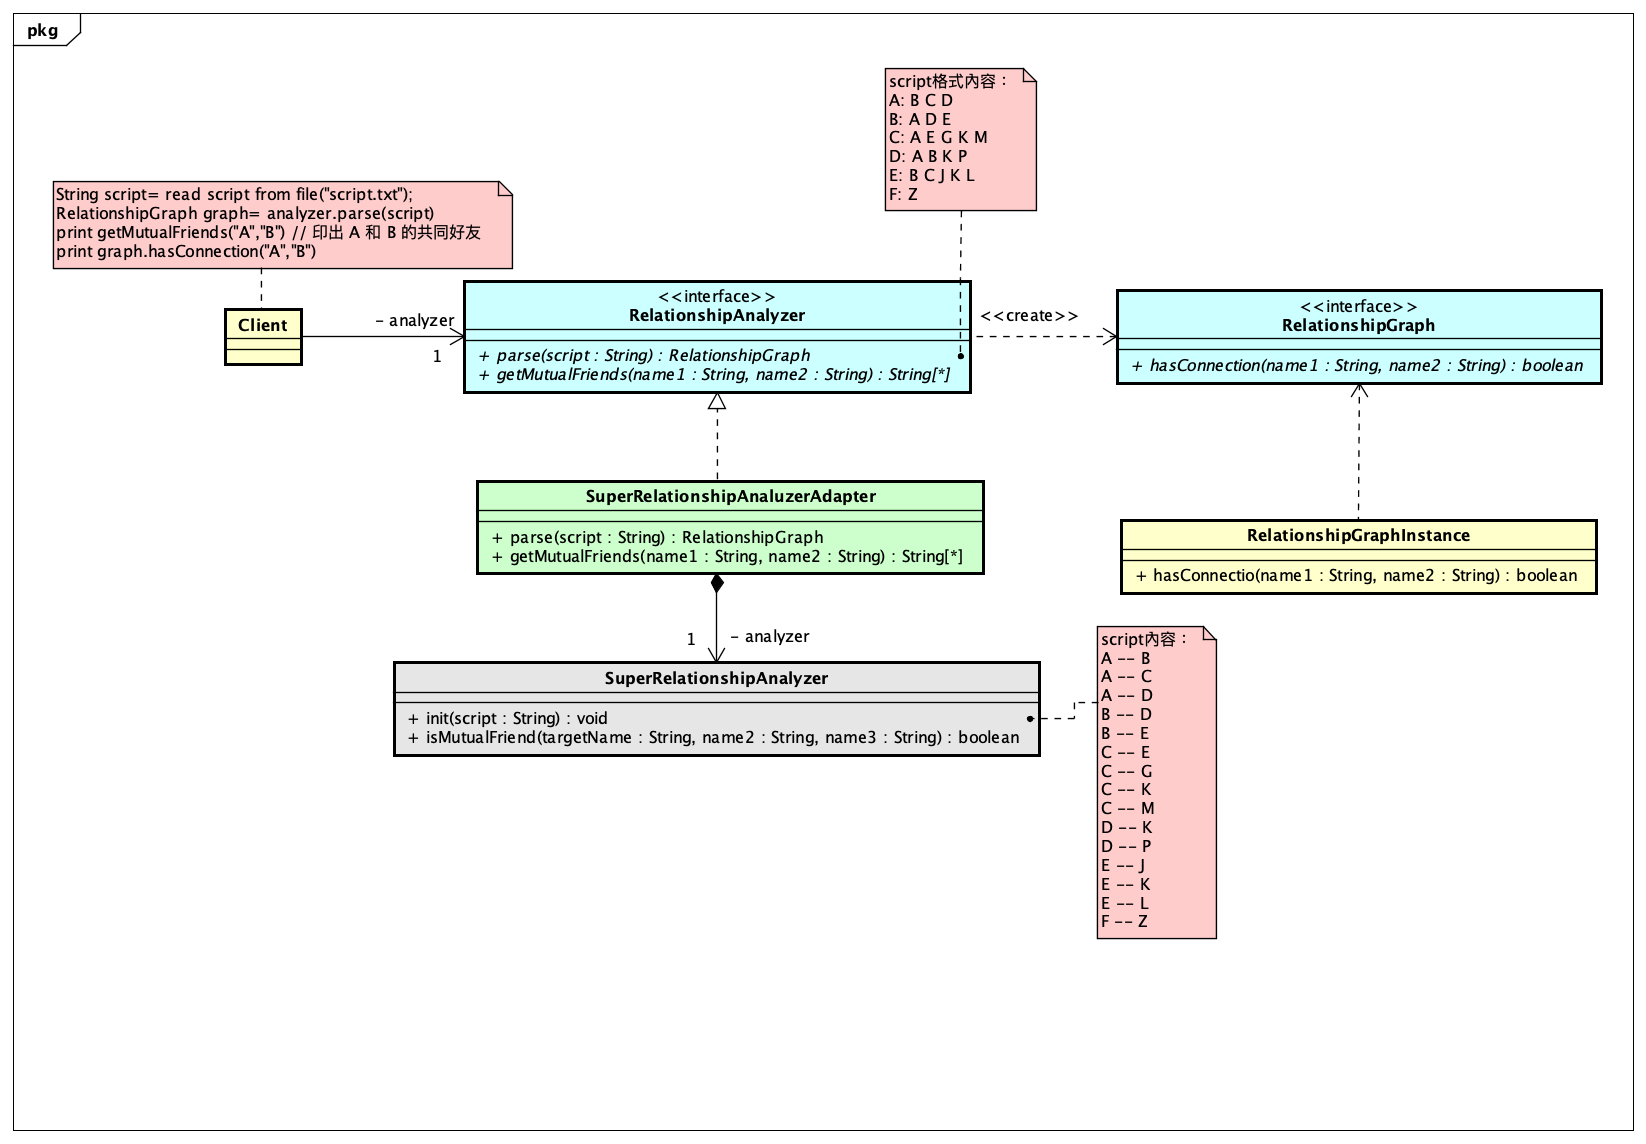 pkg
script格式內容：
A: B C D
B: A D E
C: A E G K M
D: A B K P
E: B C J K L
F: Z
String script= read script from file("script.txt");
RelationshipGraph graph= analyzer.parse(script)
print getMutualFriends("A","B") // 印出 A 和 B 的共同好友
print graph.hasConnection("A","B")
Client
- analyzer
1
<<interface>>
RelationshipAnalyzer
+ parse(script : String) : RelationshipGraph
+ getMutualFriends(name1 : String, name2 : String) : String[*]
<<create>>
<<interface>>
RelationshipGraph
+ hasConnection(name1 : String, name2 : String) : boolean
SuperRelationshipAnaluzerAdapter
+ parse(script : String) : RelationshipGraph
+ getMutualFriends(name1 : String, name2 : String) : String[*]
RelationshipGraphInstance
+ hasConnectio(name1 : String, name2 : String) : boolean
1
- analyzer
SuperRelationshipAnalyzer
+ init(script : String) : void
+ isMutualFriend(targetName : String, name2 : String, name3 : String) : boolean
script內容：
A -- B
A -- C
A -- D
B -- D
B -- E
C -- E
C -- G
C -- K
C -- M
D -- K
D -- P
E -- J
E -- K
E -- L
F -- Z